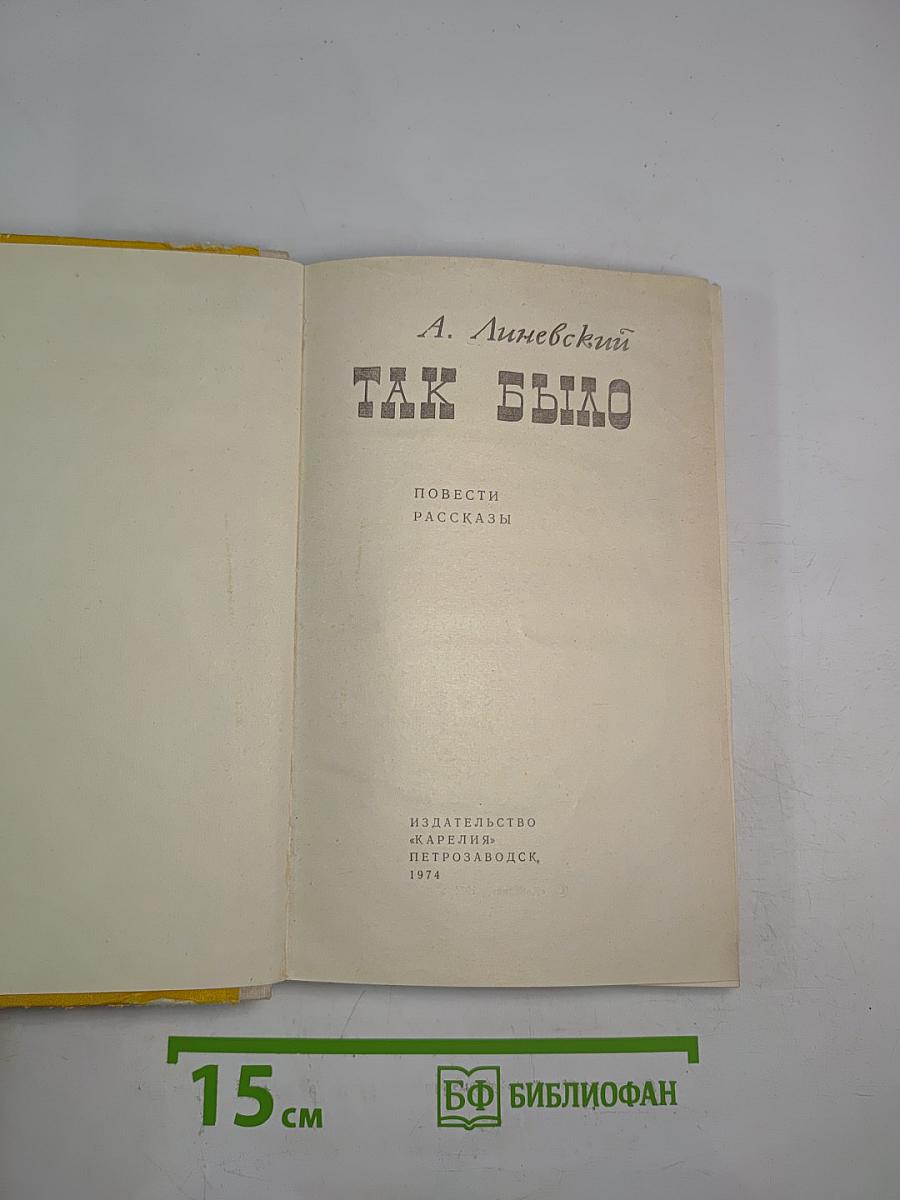 А. Линевский
ТАК БЫЛО
ПОВЕСТИ
РАССКАЗЫ
ИЗДАТЕЛЬСТВО
«КАРЕЛИЯ»
ПЕТРОЗАВОДСК,
1974
15 см
БФ БИБЛИОФАН